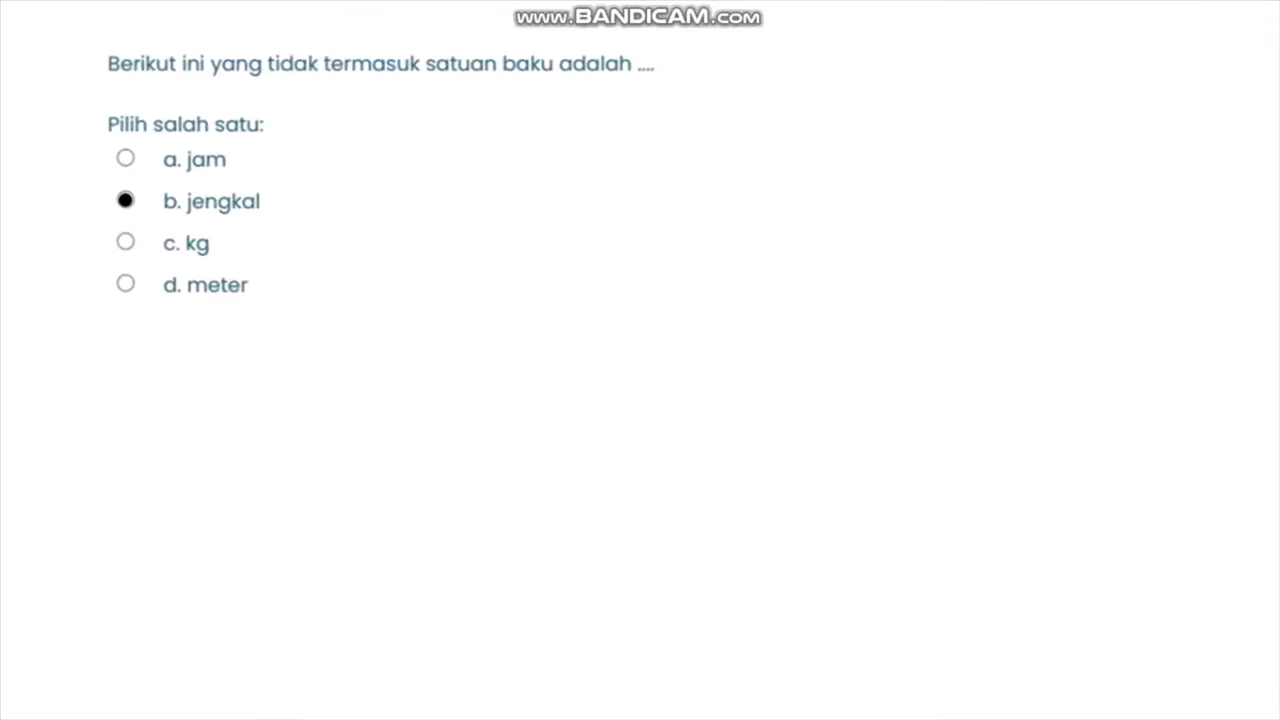 www.BANDICAM.com
Berikut ini yang tidak termasuk satuan baku adalah ....
Pilih salah satu:
a. jam
b. jengkal
c. kg
d. meter